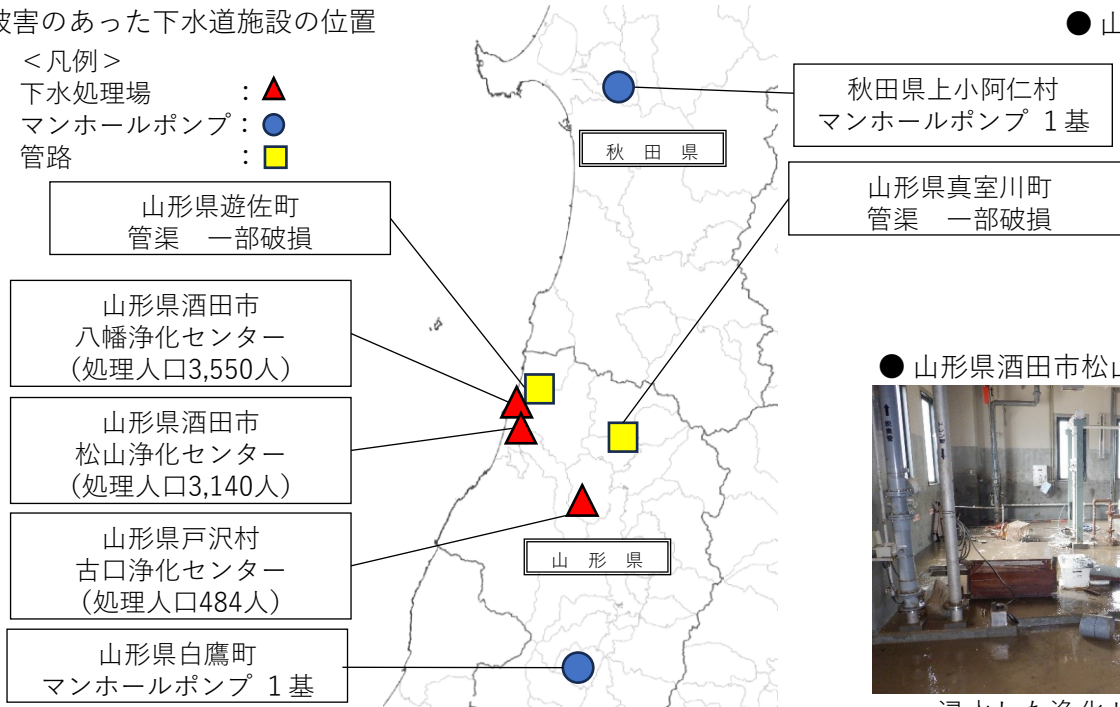 被害のあった下水道施設の位置
<凡例>
下水処理場 : ▲
マンホールポンプ : ●
管路 : ■
山形県遊佐町
管渠 一部破損
山形県酒田市
八幡浄化センター
(処理人口3,550人)
山形県酒田市
松山浄化センター
(処理人口3,140人)
山形県戸沢村
古口浄化センター
(処理人口484人)
山形県白鷹町
マンホールポンプ 1基
秋田県
山形県
● 山
秋田県上小阿仁村
マンホールポンプ 1基
山形県真室川町
管渠 一部破損
● 山形県酒田市松山